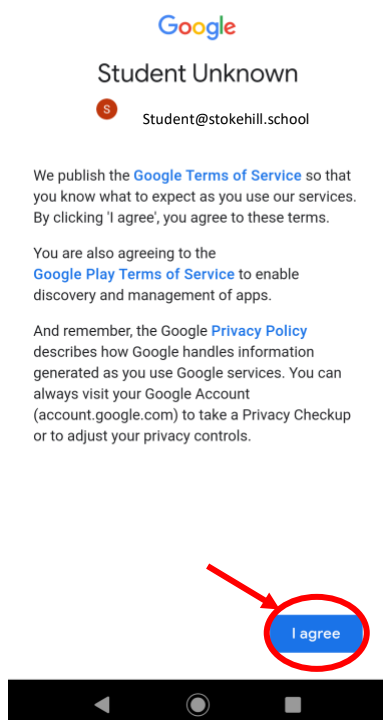 Google
Student Unknown
S
Student@stokehill.school
We publish the Google Terms of Service so that
you know what to expect as you use our services.
By clicking 'I agree', you agree to these terms.
You are also agreeing to the
Google Play Terms of Service to enable
discovery and management of apps.
And remember, the Google Privacy Policy
describes how Google handles information
generated as you use Google services. You can
always visit your Google Account
(account.google.com) to take a Privacy Checkup
or to adjust your privacy controls.
I agree